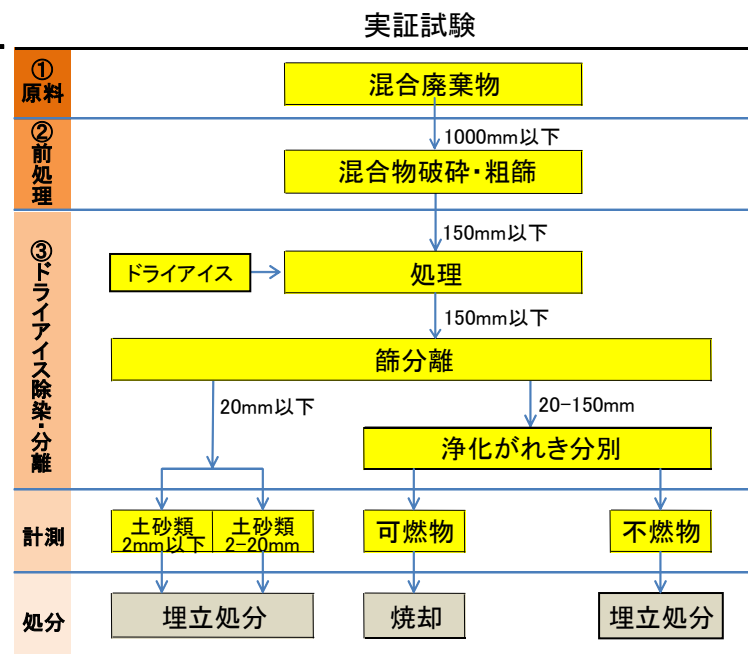 実証試験
①
原料
混合廃棄物
1000mm以下
②
前処理
混合物破砕・粗篩
150mm以下
③ドライアイス除染・分離
ドライアイス
処理
150mm以下
篩分離
20mm以下
20-150mm
浄化がれき分別
計測
土砂類
2mm以下
土砂類
2-20mm
可燃物
不燃物
処分
埋立処分
焼却
埋立処分